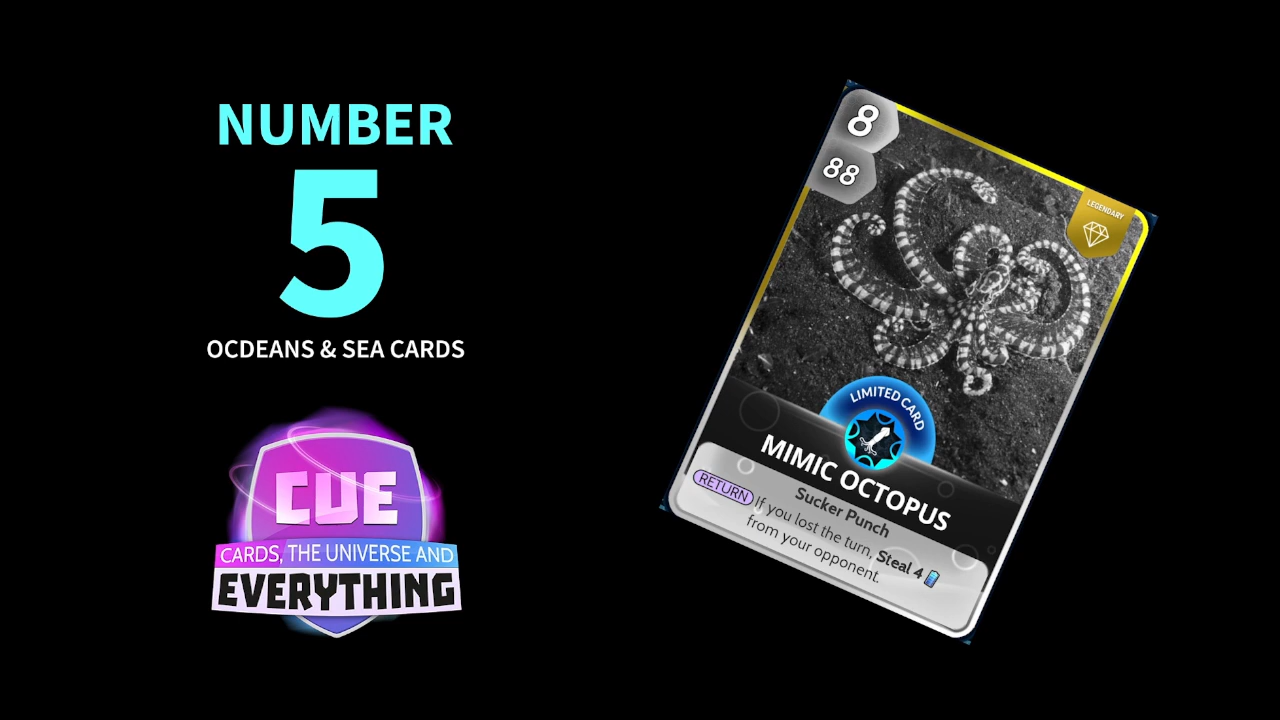 NUMBER
5
OCDEANS & SEA CARDS
CUE
CARDS, THE UNIVERSE AND
EVERYTHING
8
88
LEGENDARY
LIMITED CARD
MIMIC OCTOPUS
Sucker Punch
RETURN If you lost the turn, Steal 4
from your opponent.